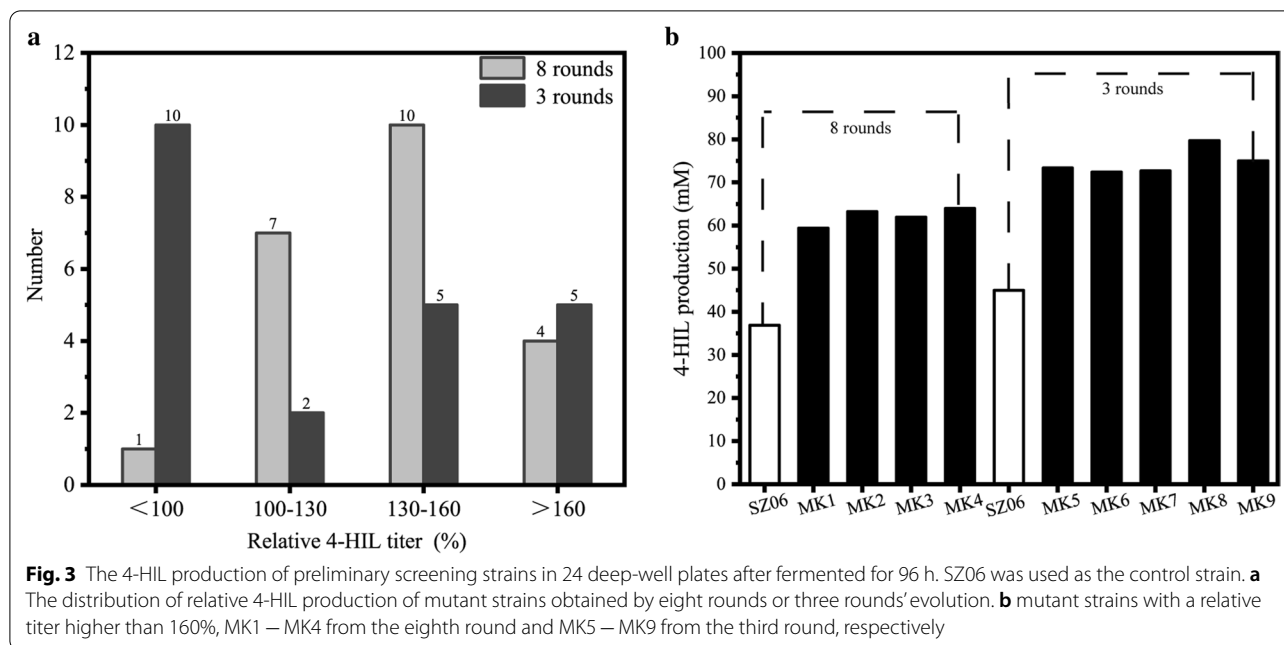 a
12
10
8
6
4
2
0
Number
8 rounds
3 rounds
1
10
7
2
10
5
4
5
<100
100-130
130-160
>160
Relative 4-HIL titer (%)
b
100
90
80
70
60
50
40
30
20
10
0
4-HIL production (mM)
8 rounds
3 rounds
SZ06
MK1
MK2
MK3
MK4
SZ06
MK5
MK6
MK7
MK8
MK9
Fig. 3 The 4-HIL production of preliminary screening strains in 24 deep-well plates after fermented for 96 h. SZ06 was used as the control strain. a
The distribution of relative 4-HIL production of mutant strains obtained by eight rounds or three rounds’ evolution. b mutant strains with a relative
titer higher than 160%, MK1 – MK4 from the eighth round and MK5 – MK9 from the third round, respectively